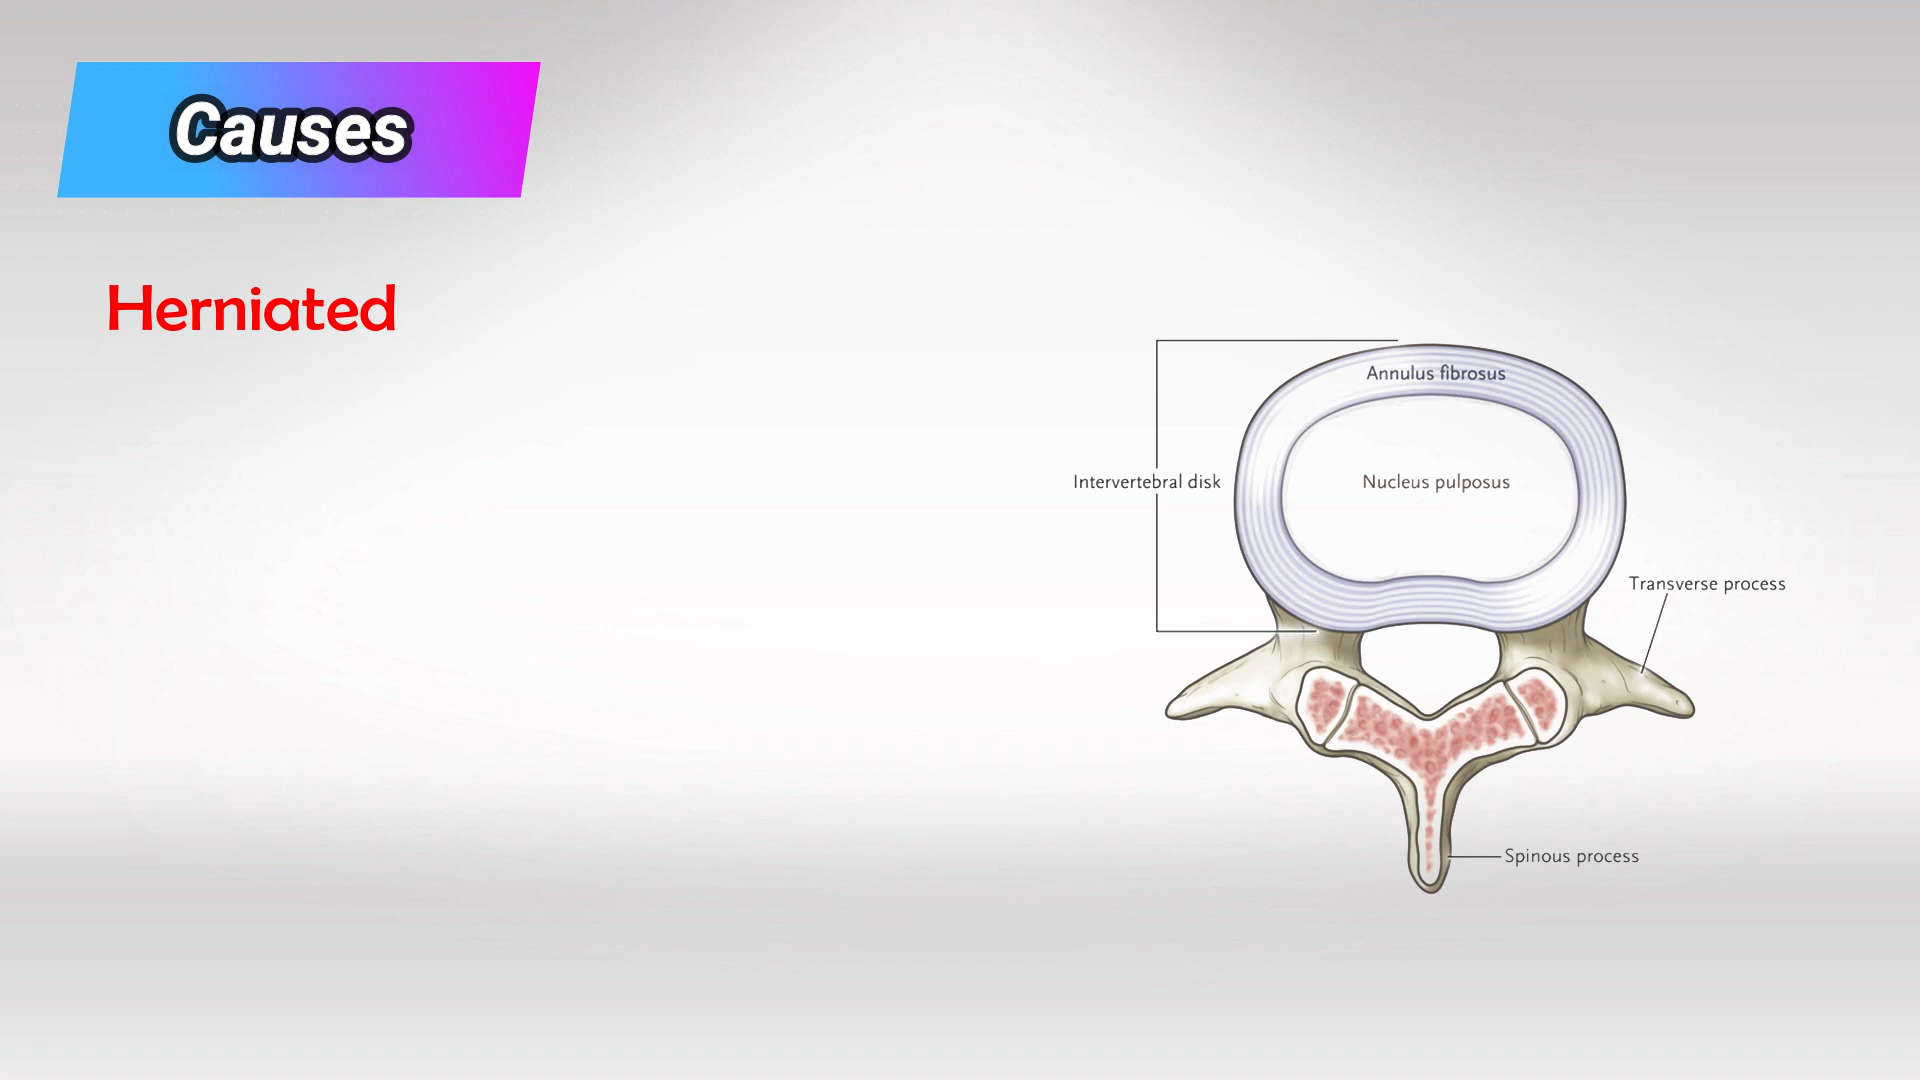 Causes
Herniated
Annulus fibrosus
Intervertebral disk
Nucleus pulposus
Transverse process
Spinous process